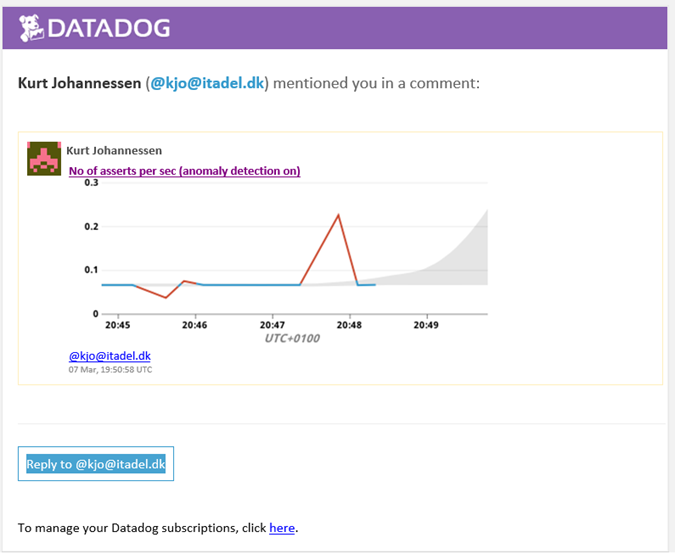 DATADOG
Kurt Johannessen (@kjo@itadel.dk) mentioned you in a comment:
Kurt Johannessen
No of asserts per sec (anomaly detection on)
0.3
0.2
0.1
0
20:45 20:46 20:47 20:48 20:49
UTC+0100
@kjo@itadel.dk
07 Mar, 19:50:58 UTC
Reply to @kjo@itadel.dk
To manage your Datadog subscriptions, click here.